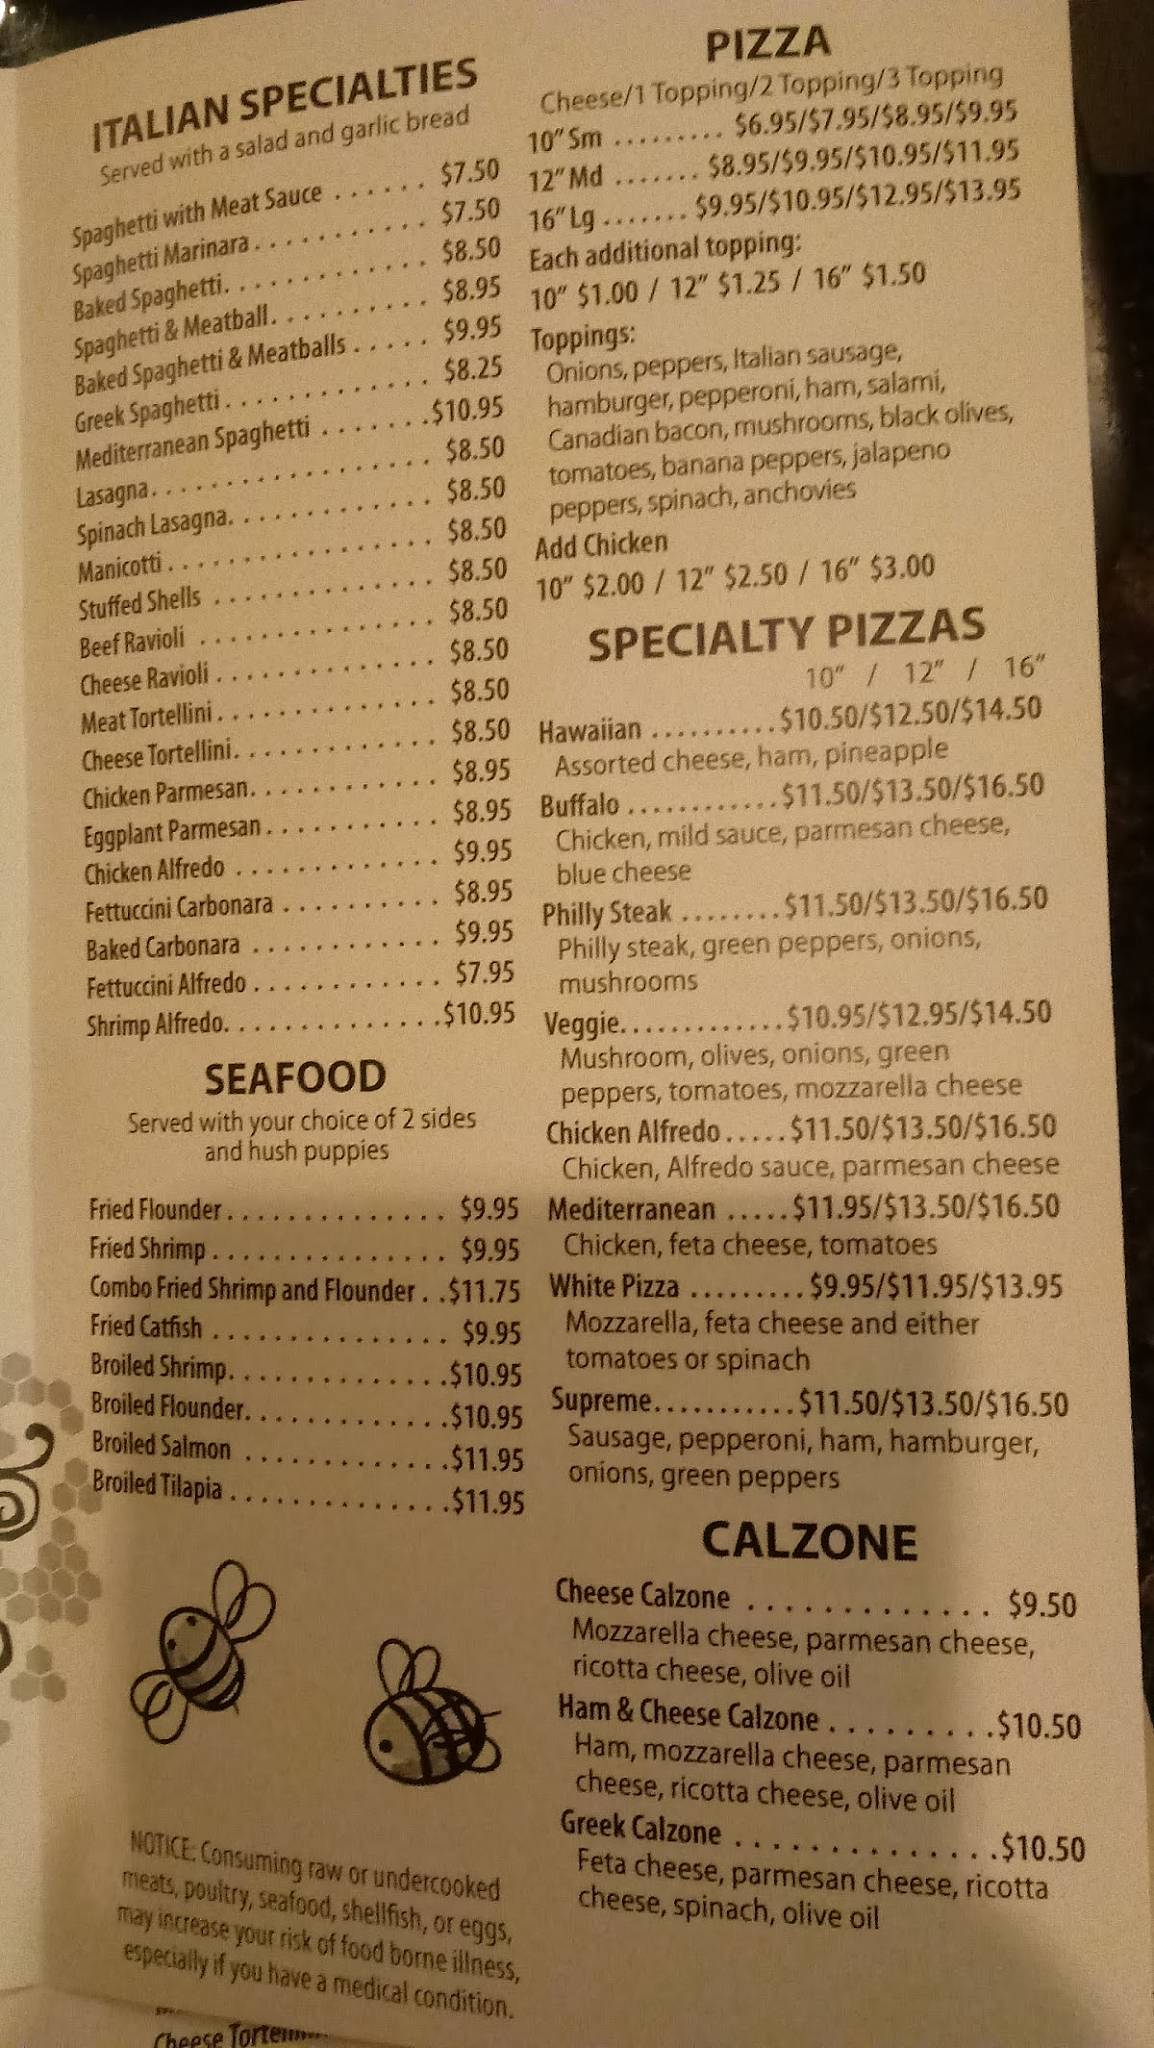 ITALIAN SPECIALTIES
Served with a salad and garlic bread
Spaghetti with Meat Sauce . . . . . . $7.50
Spaghetti Marinara . . . . . . . . . . . $7.50
Baked Spaghetti. . . . . . . . . . . . . $8.50
Spaghetti & Meatball. . . . . . . . . . $8.95
Baked Spaghetti & Meatballs . . . . . $9.95
Greek Spaghetti . . . . . . . . . . . . . $8.25
Mediterranean Spaghetti . . . . . . .$10.95
Lasagna. . . . . . . . . . . . . . . . . . $8.50
Spinach Lasagna. . . . . . . . . . . . . $8.50
Manicotti . . . . . . . . . . . . . . . . . $8.50
Stuffed Shells . . . . . . . . . . . . . . $8.50
Beef Ravioli . . . . . . . . . . . . . . . $8.50
Cheese Ravioli . . . . . . . . . . . . . . $8.50
Meat Tortellini . . . . . . . . . . . . . . $8.50
Cheese Tortellini. . . . . . . . . . . . . $8.50
Chicken Parmesan. . . . . . . . . . . . $8.95
Eggplant Parmesan . . . . . . . . . . . $8.95
Chicken Alfredo . . . . . . . . . . . . . $9.95
Fettuccini Carbonara . . . . . . . . . . $8.95
Baked Carbonara . . . . . . . . . . . . $9.95
Fettuccini Alfredo . . . . . . . . . . . . $7.95
Shrimp Alfredo. . . . . . . . . . . . . .$10.95
SEAFOOD
Served with your choice of 2 sides
and hush puppies
Fried Flounder . . . . . . . . . . . . . . $9.95
Fried Shrimp . . . . . . . . . . . . . . . $9.95
Combo Fried Shrimp and Flounder . .$11.75
Fried Catfish . . . . . . . . . . . . . . . $9.95
Broiled Shrimp. . . . . . . . . . . . . .$10.95
Broiled Flounder. . . . . . . . . . . . .$10.95
Broiled Salmon . . . . . . . . . . . . .$11.95
Broiled Tilapia . . . . . . . . . . . . . .$11.95
NOTICE: Consuming raw or undercooked
meats, poultry, seafood, shellfish, or eggs,
may increase your risk of food borne illness,
especially if you have a medical condition.
PIZZA
Cheese/1 Topping/2 Topping/3 Topping
10" Sm . . . . . . . . . $6.95/$7.95/$8.95/$9.95
12" Md . . . . . . . $8.95/$9.95/$10.95/$11.95
16" Lg . . . . . . . $9.95/$10.95/$12.95/$13.95
Each additional topping:
10" $1.00 / 12" $1.25 / 16" $1.50
Toppings:
Onions, peppers, Italian sausage,
hamburger, pepperoni, ham, salami,
Canadian bacon, mushrooms, black olives,
tomatoes, banana peppers, jalapeno
peppers, spinach, anchovies
Add Chicken
10" $2.00 / 12" $2.50 / 16" $3.00
SPECIALTY PIZZAS
10" / 12" / 16"
Hawaiian . . . . . . . . . .$10.50/$12.50/$14.50
Assorted cheese, ham, pineapple
Buffalo . . . . . . . . . . . .$11.50/$13.50/$16.50
Chicken, mild sauce, parmesan cheese,
blue cheese
Philly Steak . . . . . . . .$11.50/$13.50/$16.50
Philly steak, green peppers, onions,
mushrooms
Veggie. . . . . . . . . . . . .$10.95/$12.95/$14.50
Mushroom, olives, onions, green
peppers, tomatoes, mozzarella cheese
Chicken Alfredo . . . . .$11.50/$13.50/$16.50
Chicken, Alfredo sauce, parmesan cheese
Mediterranean . . . . .$11.95/$13.50/$16.50
Chicken, feta cheese, tomatoes
White Pizza . . . . . . . . . $9.95/$11.95/$13.95
Mozzarella, feta cheese and either
tomatoes or spinach
Supreme. . . . . . . . . . .$11.50/$13.50/$16.50
Sausage, pepperoni, ham, hamburger,
onions, green peppers
CALZONE
Cheese Calzone . . . . . . . . . . . . . $9.50
Mozzarella cheese, parmesan cheese,
ricotta cheese, olive oil
Ham & Cheese Calzone . . . . . . . . .$10.50
Ham, mozzarella cheese, parmesan
cheese, ricotta cheese, olive oil
Greek Calzone . . . . . . . . . . . . . .$10.50
Feta cheese, parmesan cheese, ricotta
cheese, spinach, olive oil
Cheese